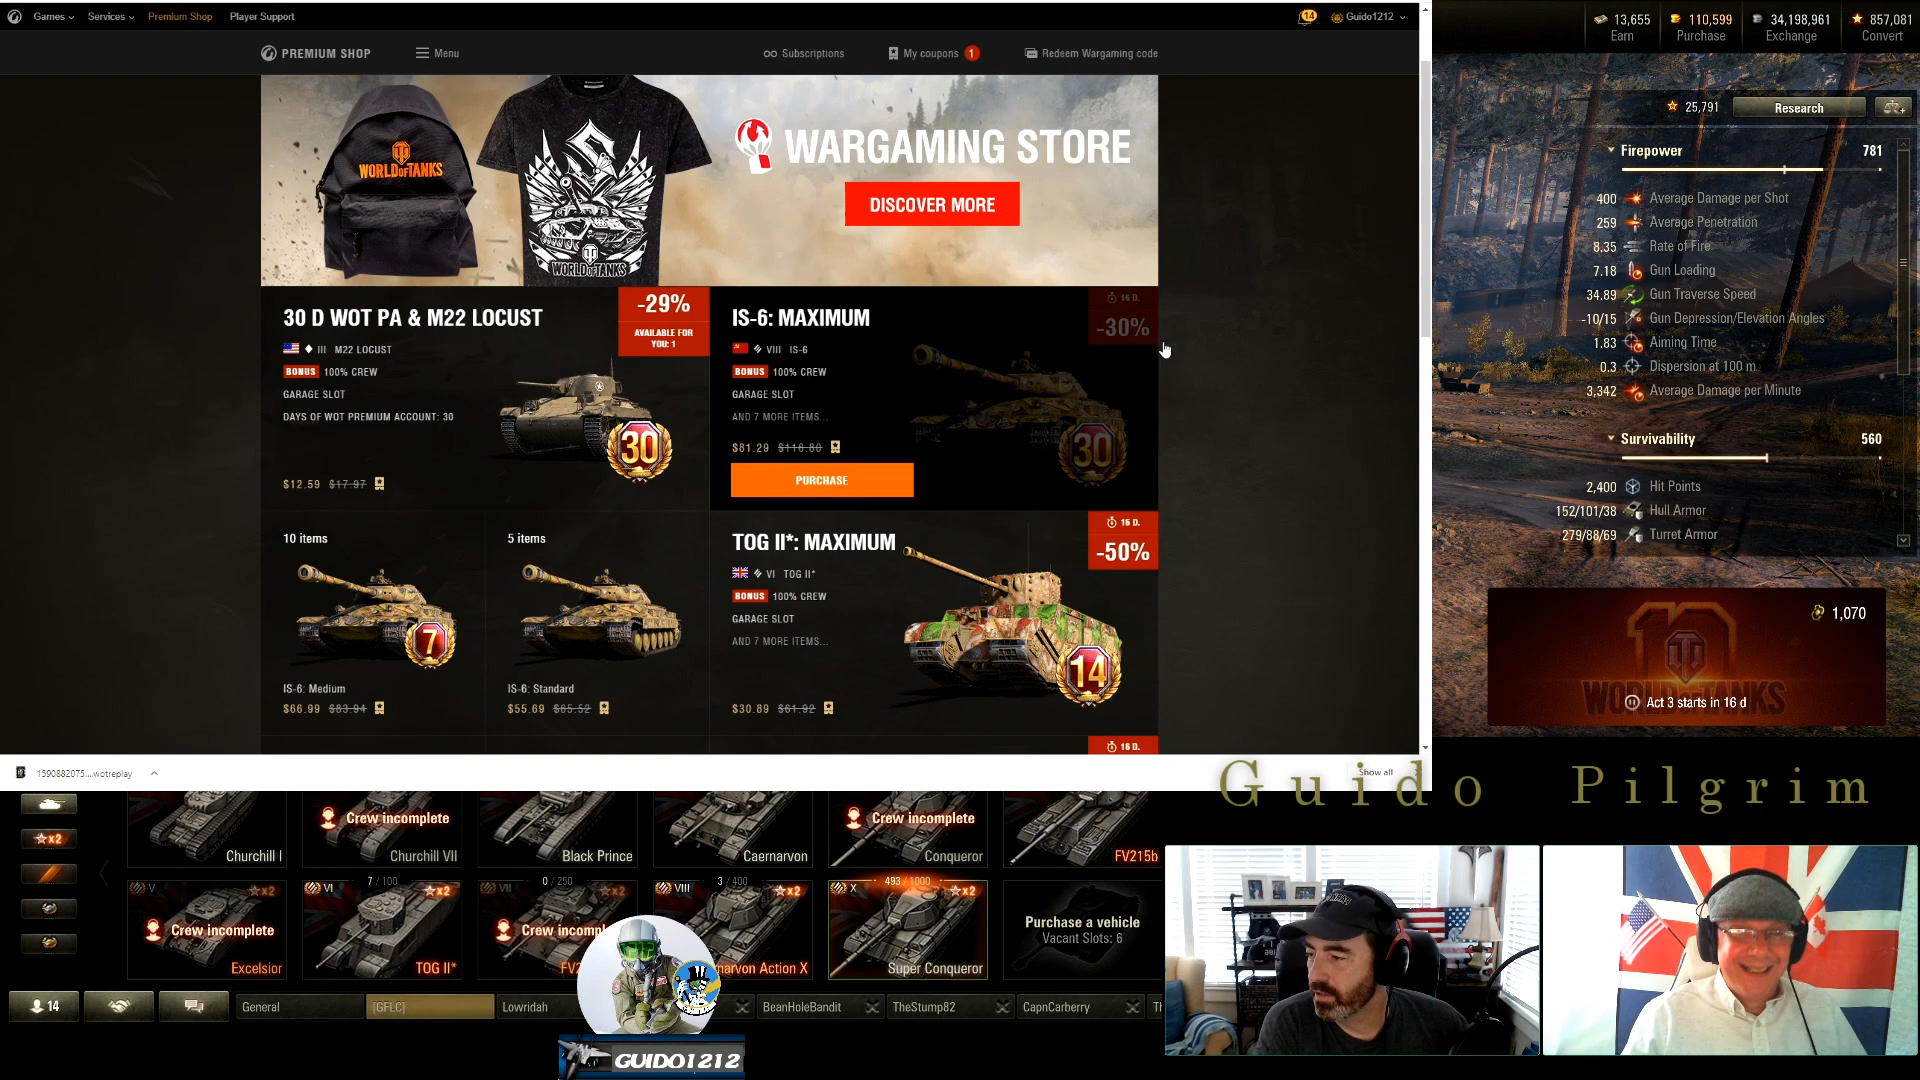 Games
Services
Premium Shop
Player Support
14
Guido1212
PREMIUM SHOP
Menu
Subscriptions
My coupons 1
Redeem Wargaming code
WORLD OF TANKS
WORLD OF TANKS
WARGAMING STORE
DISCOVER MORE
30 D WOT PA & M22 LOCUST
-29%
AVAILABLE FOR
YOU: 1
III M22 LOCUST
BONUS 100% CREW
GARAGE SLOT
DAYS OF WOT PREMIUM ACCOUNT: 30
30
$12.59 $17.97
IS-6: MAXIMUM
16 D.
-30%
VIII IS-6
BONUS 100% CREW
GARAGE SLOT
AND 7 MORE ITEMS...
30
$81.29 $116.80
PURCHASE
10 items
7
IS-6: Medium
$66.99 $83.94
5 items
IS-6: Standard
$55.69 $65.52
TOG II*: MAXIMUM
16 D.
-50%
VI TOG II*
BONUS 100% CREW
GARAGE SLOT
AND 7 MORE ITEMS...
14
$30.89 $61.92
16 D.
1590882075....wotreplay
Show all
13,655
Earn
110,599
Purchase
34,198,961
Exchange
857,081
Convert
25,791
Research
Firepower 781
400 Average Damage per Shot
259 Average Penetration
8.35 Rate of Fire
7.18 Gun Loading
34.89 Gun Traverse Speed
-10/15 Gun Depression/Elevation Angles
1.83 Aiming Time
0.3 Dispersion at 100 m
3,342 Average Damage per Minute
Survivability 560
2,400 Hit Points
152/101/38 Hull Armor
279/88/69 Turret Armor
1,070
WORLD OF TANKS
Act 3 starts in 16 d
Guido Pilgrim
x2
Churchill I
Crew incomplete
Churchill VII
Black Prince
Caernarvon
Crew incomplete
Conqueror
FV215b
V x2
Crew incomplete
Excelsior
7 / 100
VI x2
TOG II*
0 / 250
VII x2
Crew incomp
FV2
3 / 400
VIII x2
narvon Action X
493 / 1000
X x2
Super Conqueror
Purchase a vehicle
Vacant Slots: 6
14
General
[GFLC]
Lowridah
BeanHoleBandit
TheStump82
CapnCarberry
Tl
GUIDO1212